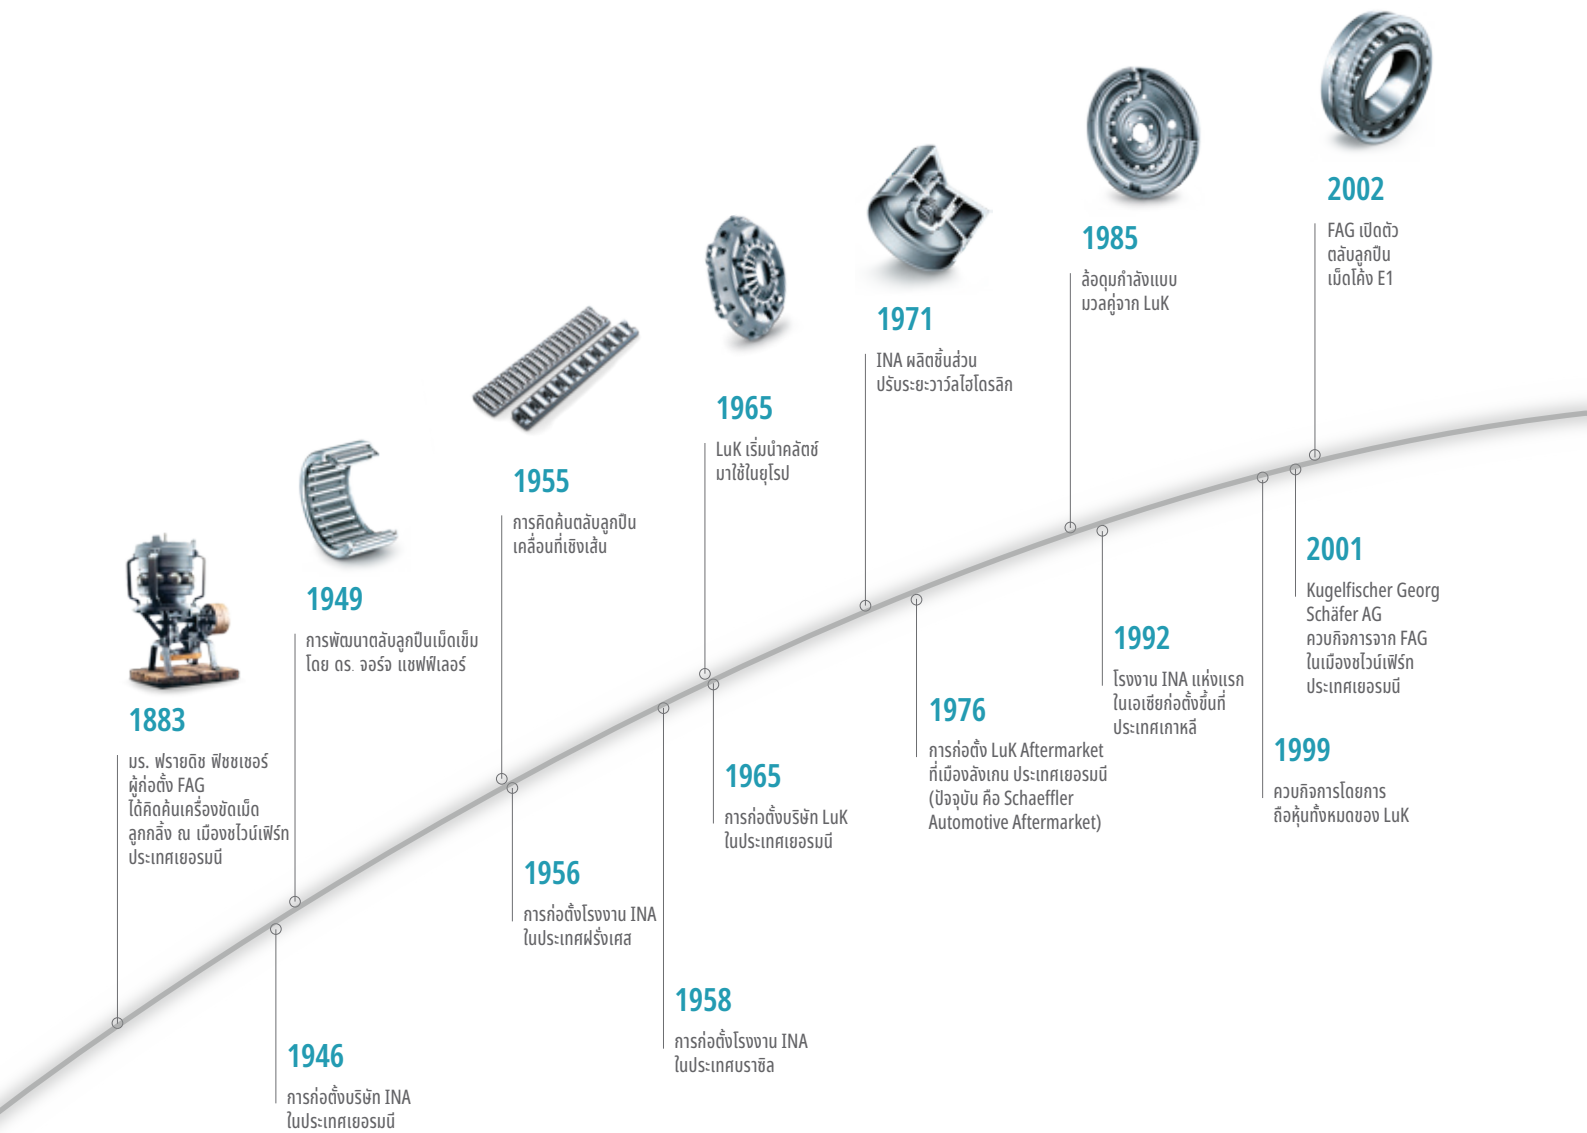 1883
มร. ฟรายดิช ฟิชชเชอร์
ผู้ก่อตั้ง FAG
ได้คิดค้นเครื่องขัดเม็ด
ลูกกลิ้ง ณ เมืองชไวน์เฟิร์ท
ประเทศเยอรมนี
1946
การก่อตั้งบริษัท INA
ในประเทศเยอรมนี
1949
การพัฒนาตลับลูกปืนเม็ดเข็ม
โดย ดร. จอร์จ แชฟฟ์เลอร์
1955
การคิดค้นตลับลูกปืน
เคลื่อนที่เชิงเส้น
1956
การก่อตั้งโรงงาน INA
ในประเทศฝรั่งเศส
1958
การก่อตั้งโรงงาน INA
ในประเทศบราซิล
1965
LuK เริ่มนำคลัตช์
มาใช้ในยุโรป
1965
การก่อตั้งบริษัท LuK
ในประเทศเยอรมนี
1971
INA ผลิตชิ้นส่วน
ปรับระยะวาว์ลไฮโดรลิก
1976
การก่อตั้ง LuK Aftermarket
ที่เมืองลังเกน ประเทศเยอรมนี
(ปัจจุบัน คือ Schaeffler
Automotive Aftermarket)
1985
ล้อดุมกำลังแบบ
มวลคู่จาก LuK
1992
โรงงาน INA แห่งแรก
ในเอเซียก่อตั้งขึ้นที่
ประเทศเกาหลี
1999
ควบกิจการโดยการ
ถือหุ้นทั้งหมดของ LuK
2001
Kugelfischer Georg
Schäfer AG
ควบกิจการจาก FAG
ในเมืองชไวน์เฟิร์ท
ประเทศเยอรมนี
2002
FAG เปิดตัว
ตลับลูกปืน
เม็ดโค้ง E1